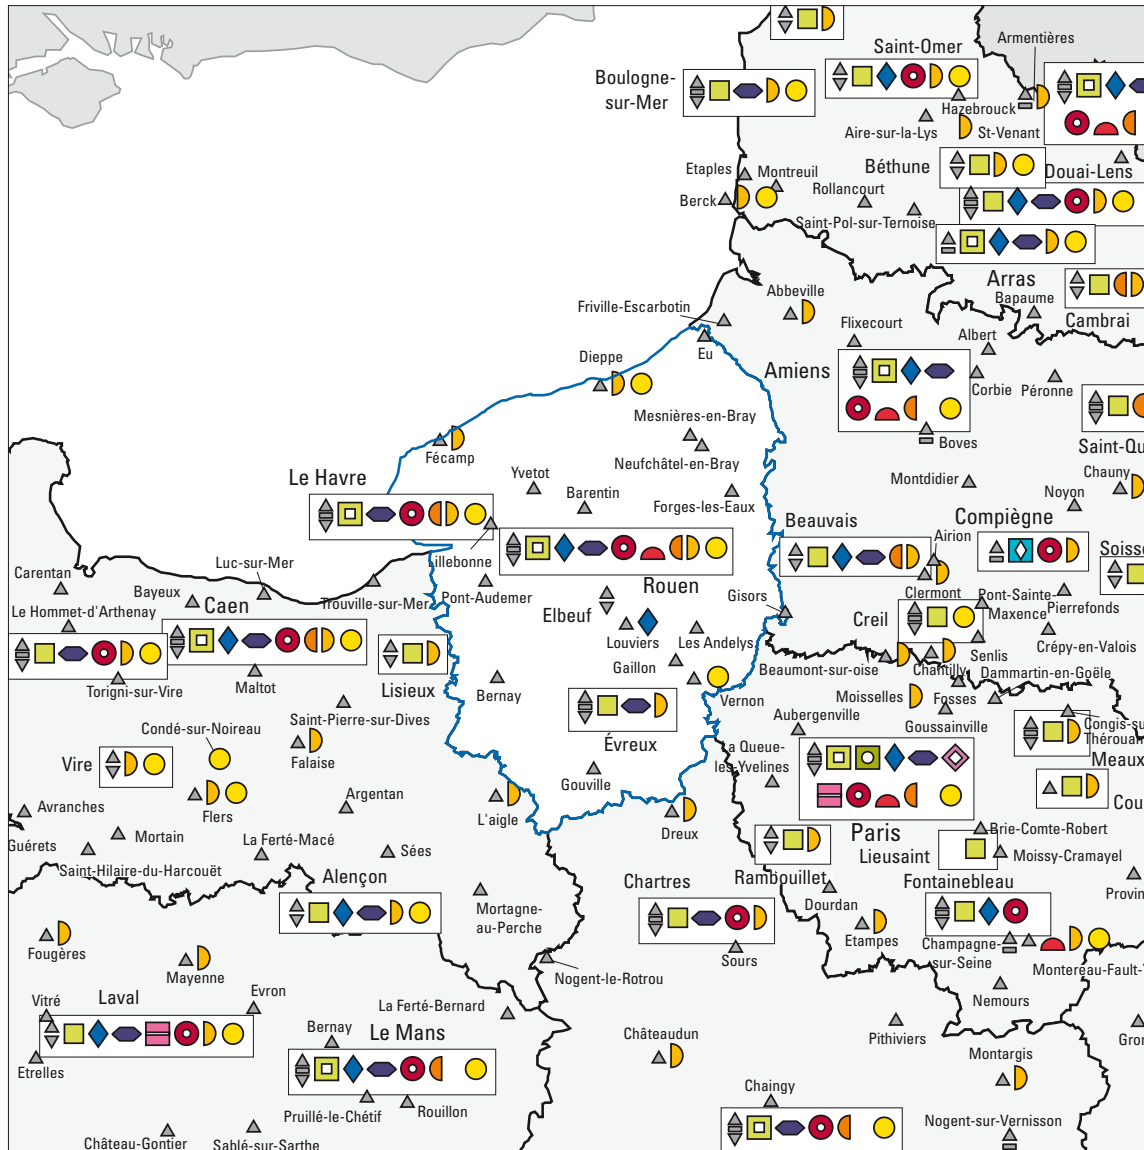 Saint-Omer
Armentières
Boulogne-
sur-Mer
Hazebrouck
Aire-sur-la-Lys
St-Venant
Béthune
Douai-Lens
Etaples
Montreuil
Berck
Rollancourt
Saint-Pol-sur-Ternoise
Arras
Bapaume
Cambrai
Abbeville
Friville-Escarbotin
Eu
Flixecourt
Albert
Dieppe
Amiens
Corbie
Péronne
Mesnières-en-Bray
Boves
Saint-Qu
Fécamp
Neufchâtel-en-Bray
Yvetot
Montdidier
Chauny
Le Havre
Barentin
Forges-les-Eaux
Noyon
Beauvais
Airion
Compiègne
Lillebonne
Soisso
Luc-sur-Mer
Carentan
Bayeux
Caen
Trouville-sur-Mer
Pont-Audemer
Rouen
Clermont
Pont-Sainte-
Maxence
Pierrefonds
Le Hommet-d'Arthenay
Elbeuf
Gisors
Creil
Louviers
Les Andelys
Senlis
Crépy-en-Valois
Gaillon
Beaumont-sur-oise
Chantilly
Dammartin-en-Goële
Torigni-sur-Vire
Maltot
Lisieux
Bernay
Vernon
Moisselles
Fosses
Saint-Pierre-sur-Dives
Goussainville
Congis-su
Thérouan
Condé-sur-Noireau
Évreux
Aubergenville
Vire
Falaise
a Queue-
les-Yvelines
Meaux
Gouville
Avranches
Flers
Argentan
L'aigle
Dreux
Cou
Paris
Brie-Comte-Robert
Guérets
Mortain
La Ferté-Macé
Sées
Lieusaint
Moissy-Cramayel
Saint-Hilaire-du-Harcouët
Alençon
Chartres
Rambouillet
Fontainebleau
Provin
Dourdan
Mortagne-
au-Perche
Etampes
Fougères
Sours
Champagne-
sur-Seine
Mayenne
Nogent-le-Rotrou
Montereau-Fault-Y
Nemours
Vitré
Laval
Evron
La Ferté-Bernard
Bernay
Le Mans
Châteaudun
Pithiviers
Gron
Etrelles
Montargis
Pruillé-le-Chétif
Rouillon
Chaingy
Nogent-sur-Vernisson
Château-Gontier
Sablé-sur-Sarthe